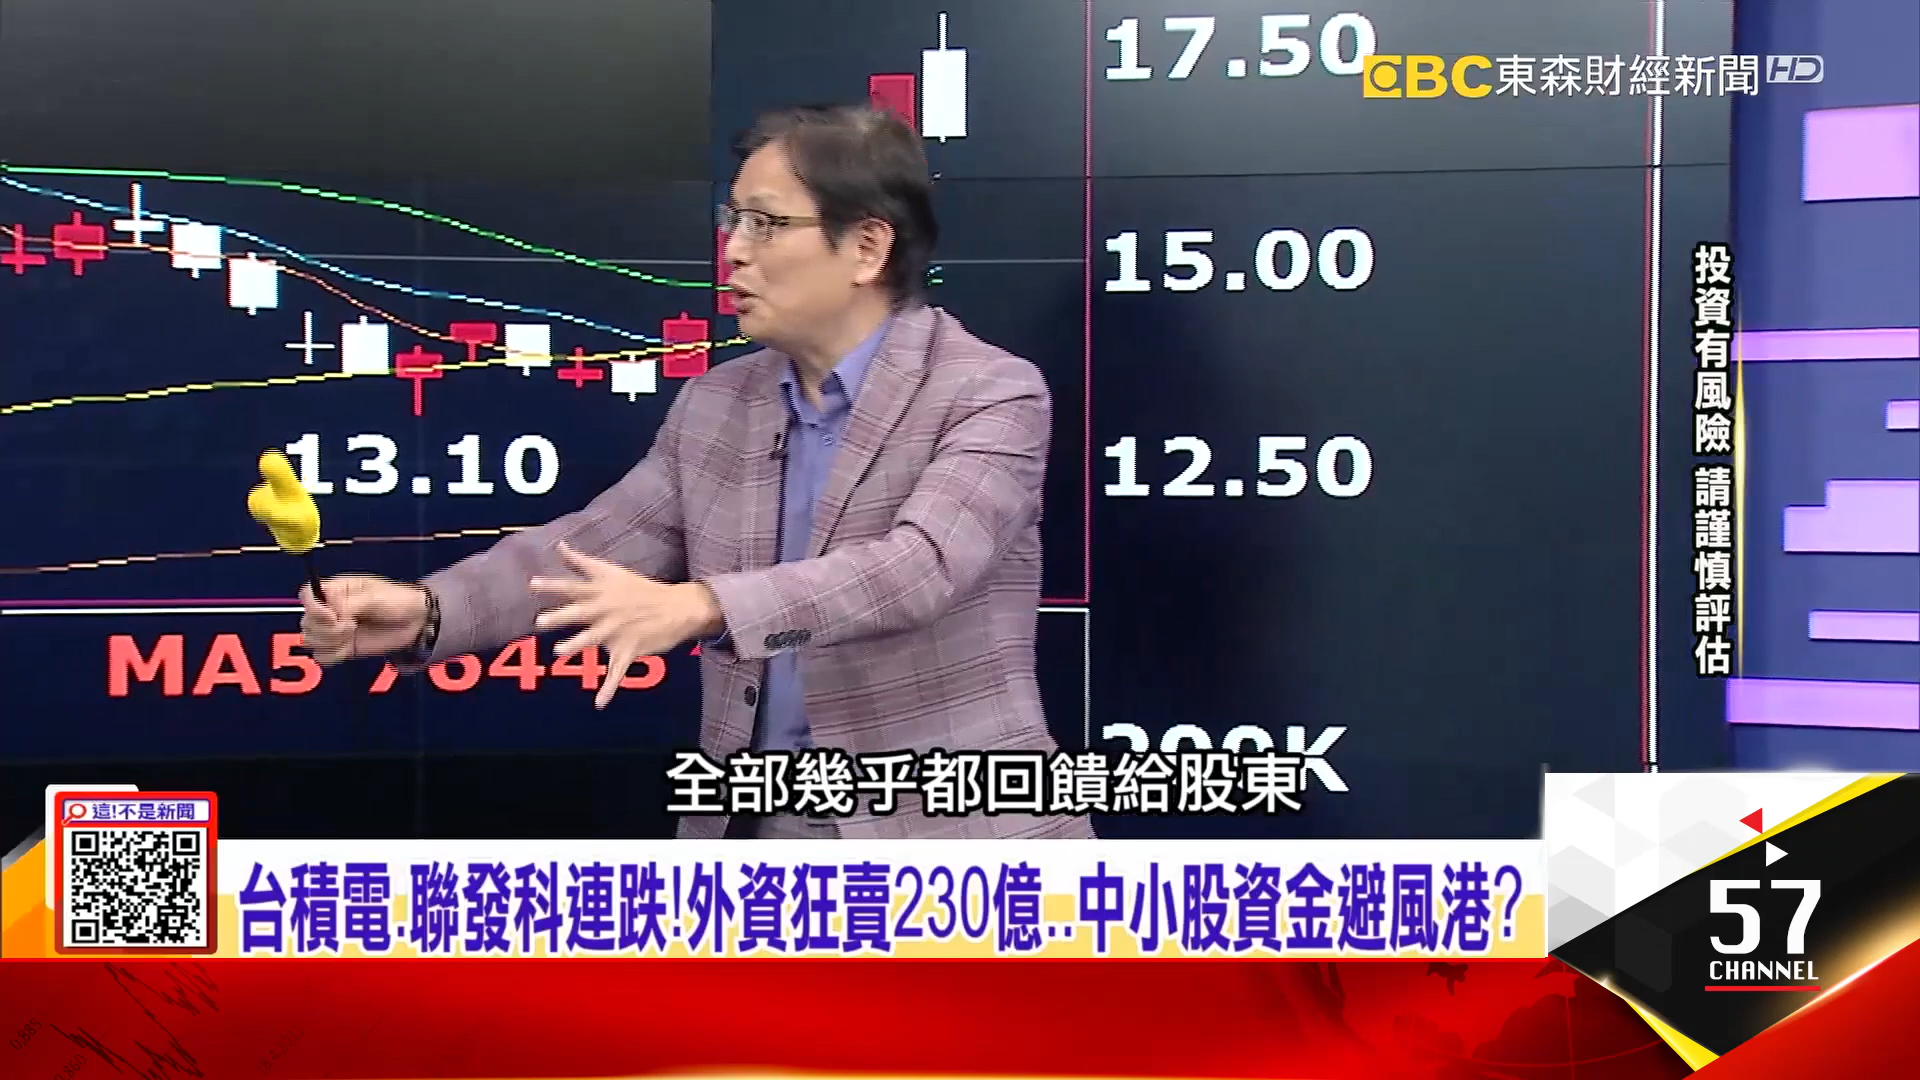 17.50
EBC東森財經新聞HD
15.00
投資有風險 請謹慎評估
13.10
12.50
MA5
200K
全部幾乎都回饋給股東
這!不是新聞
台積電.聯發科連跌!外資狂賣230億..中小股資金避風港?
57
CHANNEL